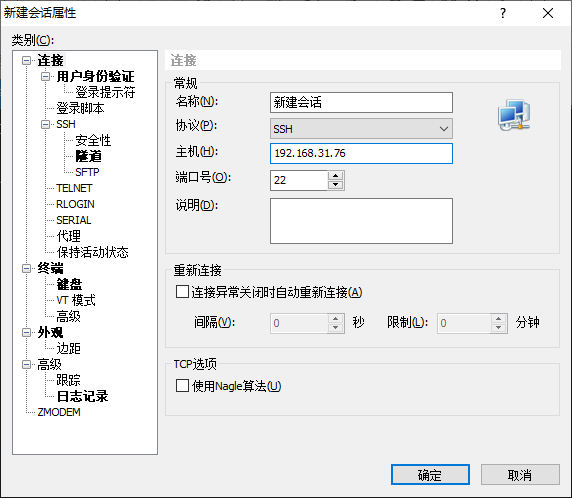 新建会话属性
?
类别(C):
连接
用户身份验证
登录提示符
登录脚本
SSH
安全性
隧道
SFTP
TELNET
RLOGIN
SERIAL
代理
保持活动状态
终端
键盘
VT 模式
高级
外观
边距
高级
跟踪
日志记录
ZMODEM
连接
常规
名称(N): 新建会话
协议(P): SSH
主机(H): 192.168.31.76
端口号(O): 22
说明(D):
重新连接
连接异常关闭时自动重新连接(A)
间隔(V): 0 秒 限制(L): 0 分钟
TCP选项
使用Nagle算法(U)
确定 取消